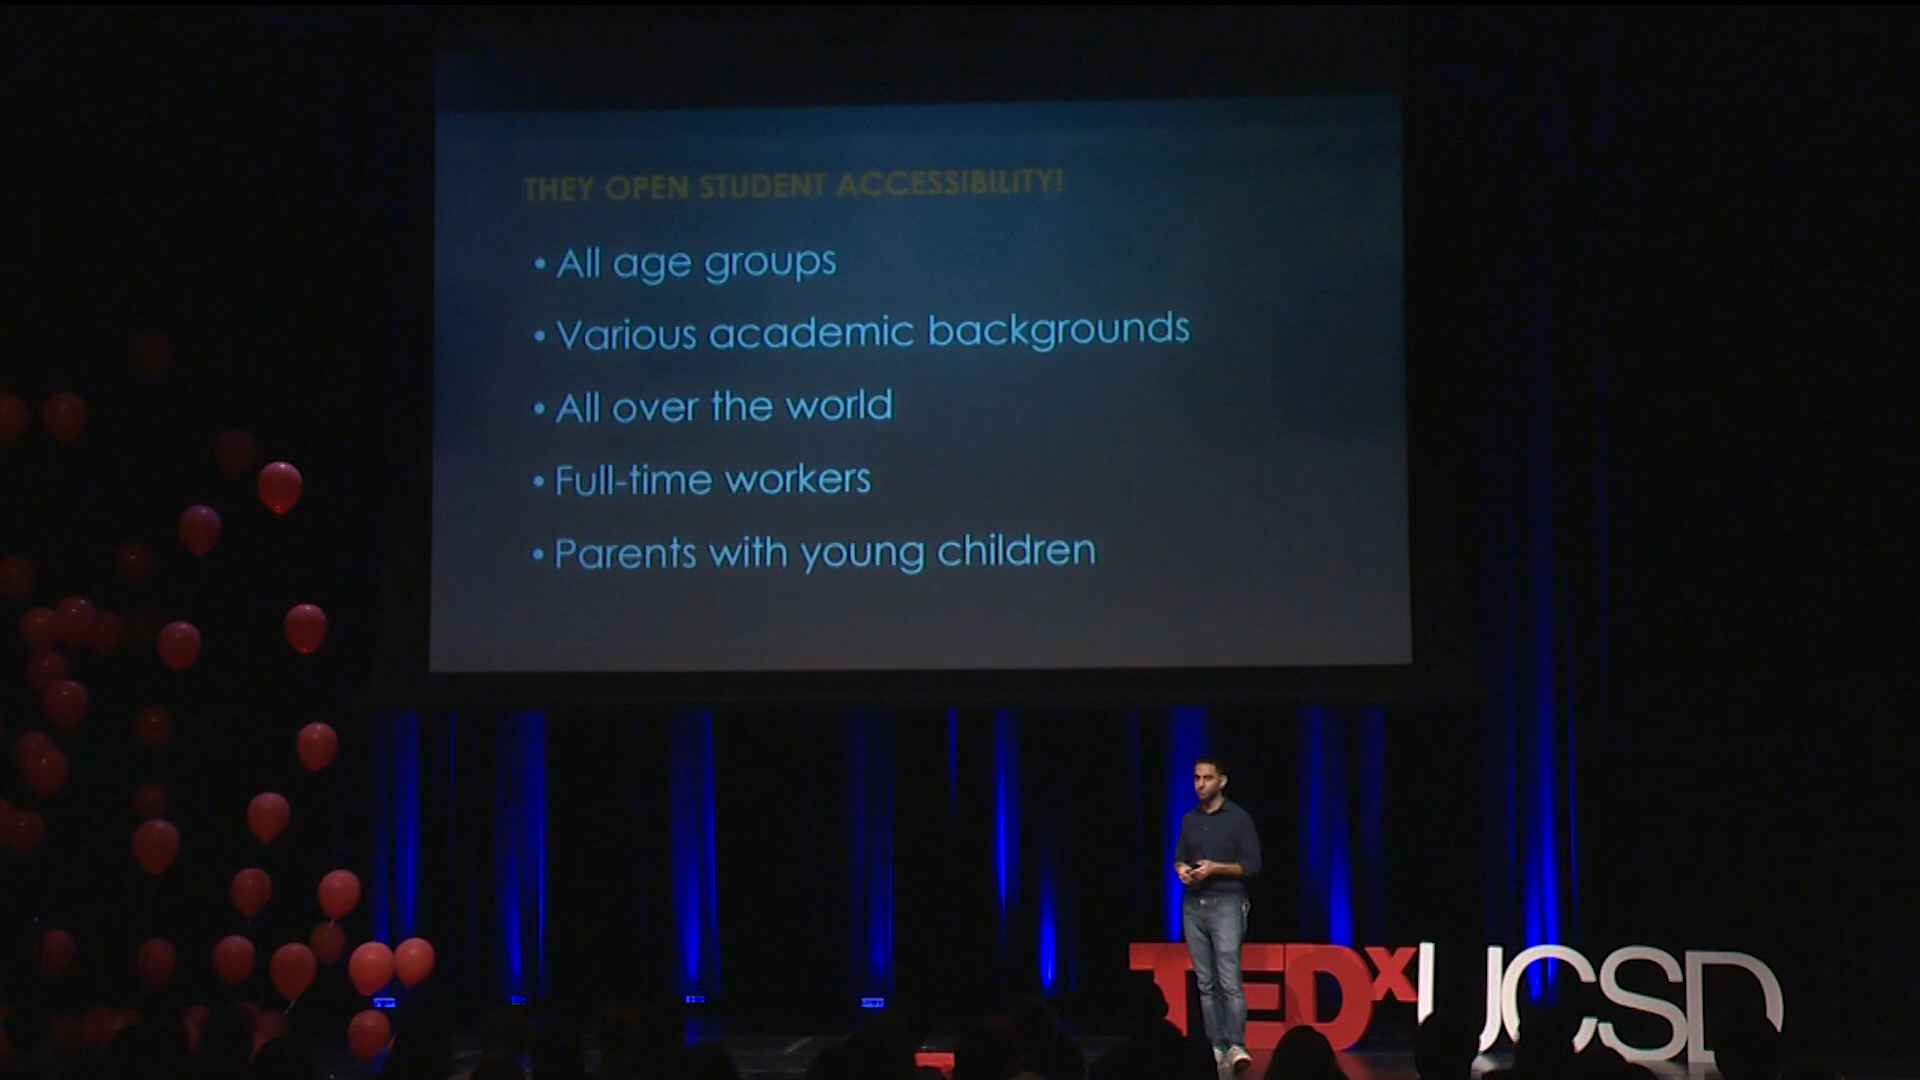 THEY OPEN STUDENT ACCESSIBILITY!
• All age groups
• Various academic backgrounds
• All over the world
• Full-time workers
• Parents with young children
TEDxUCSD